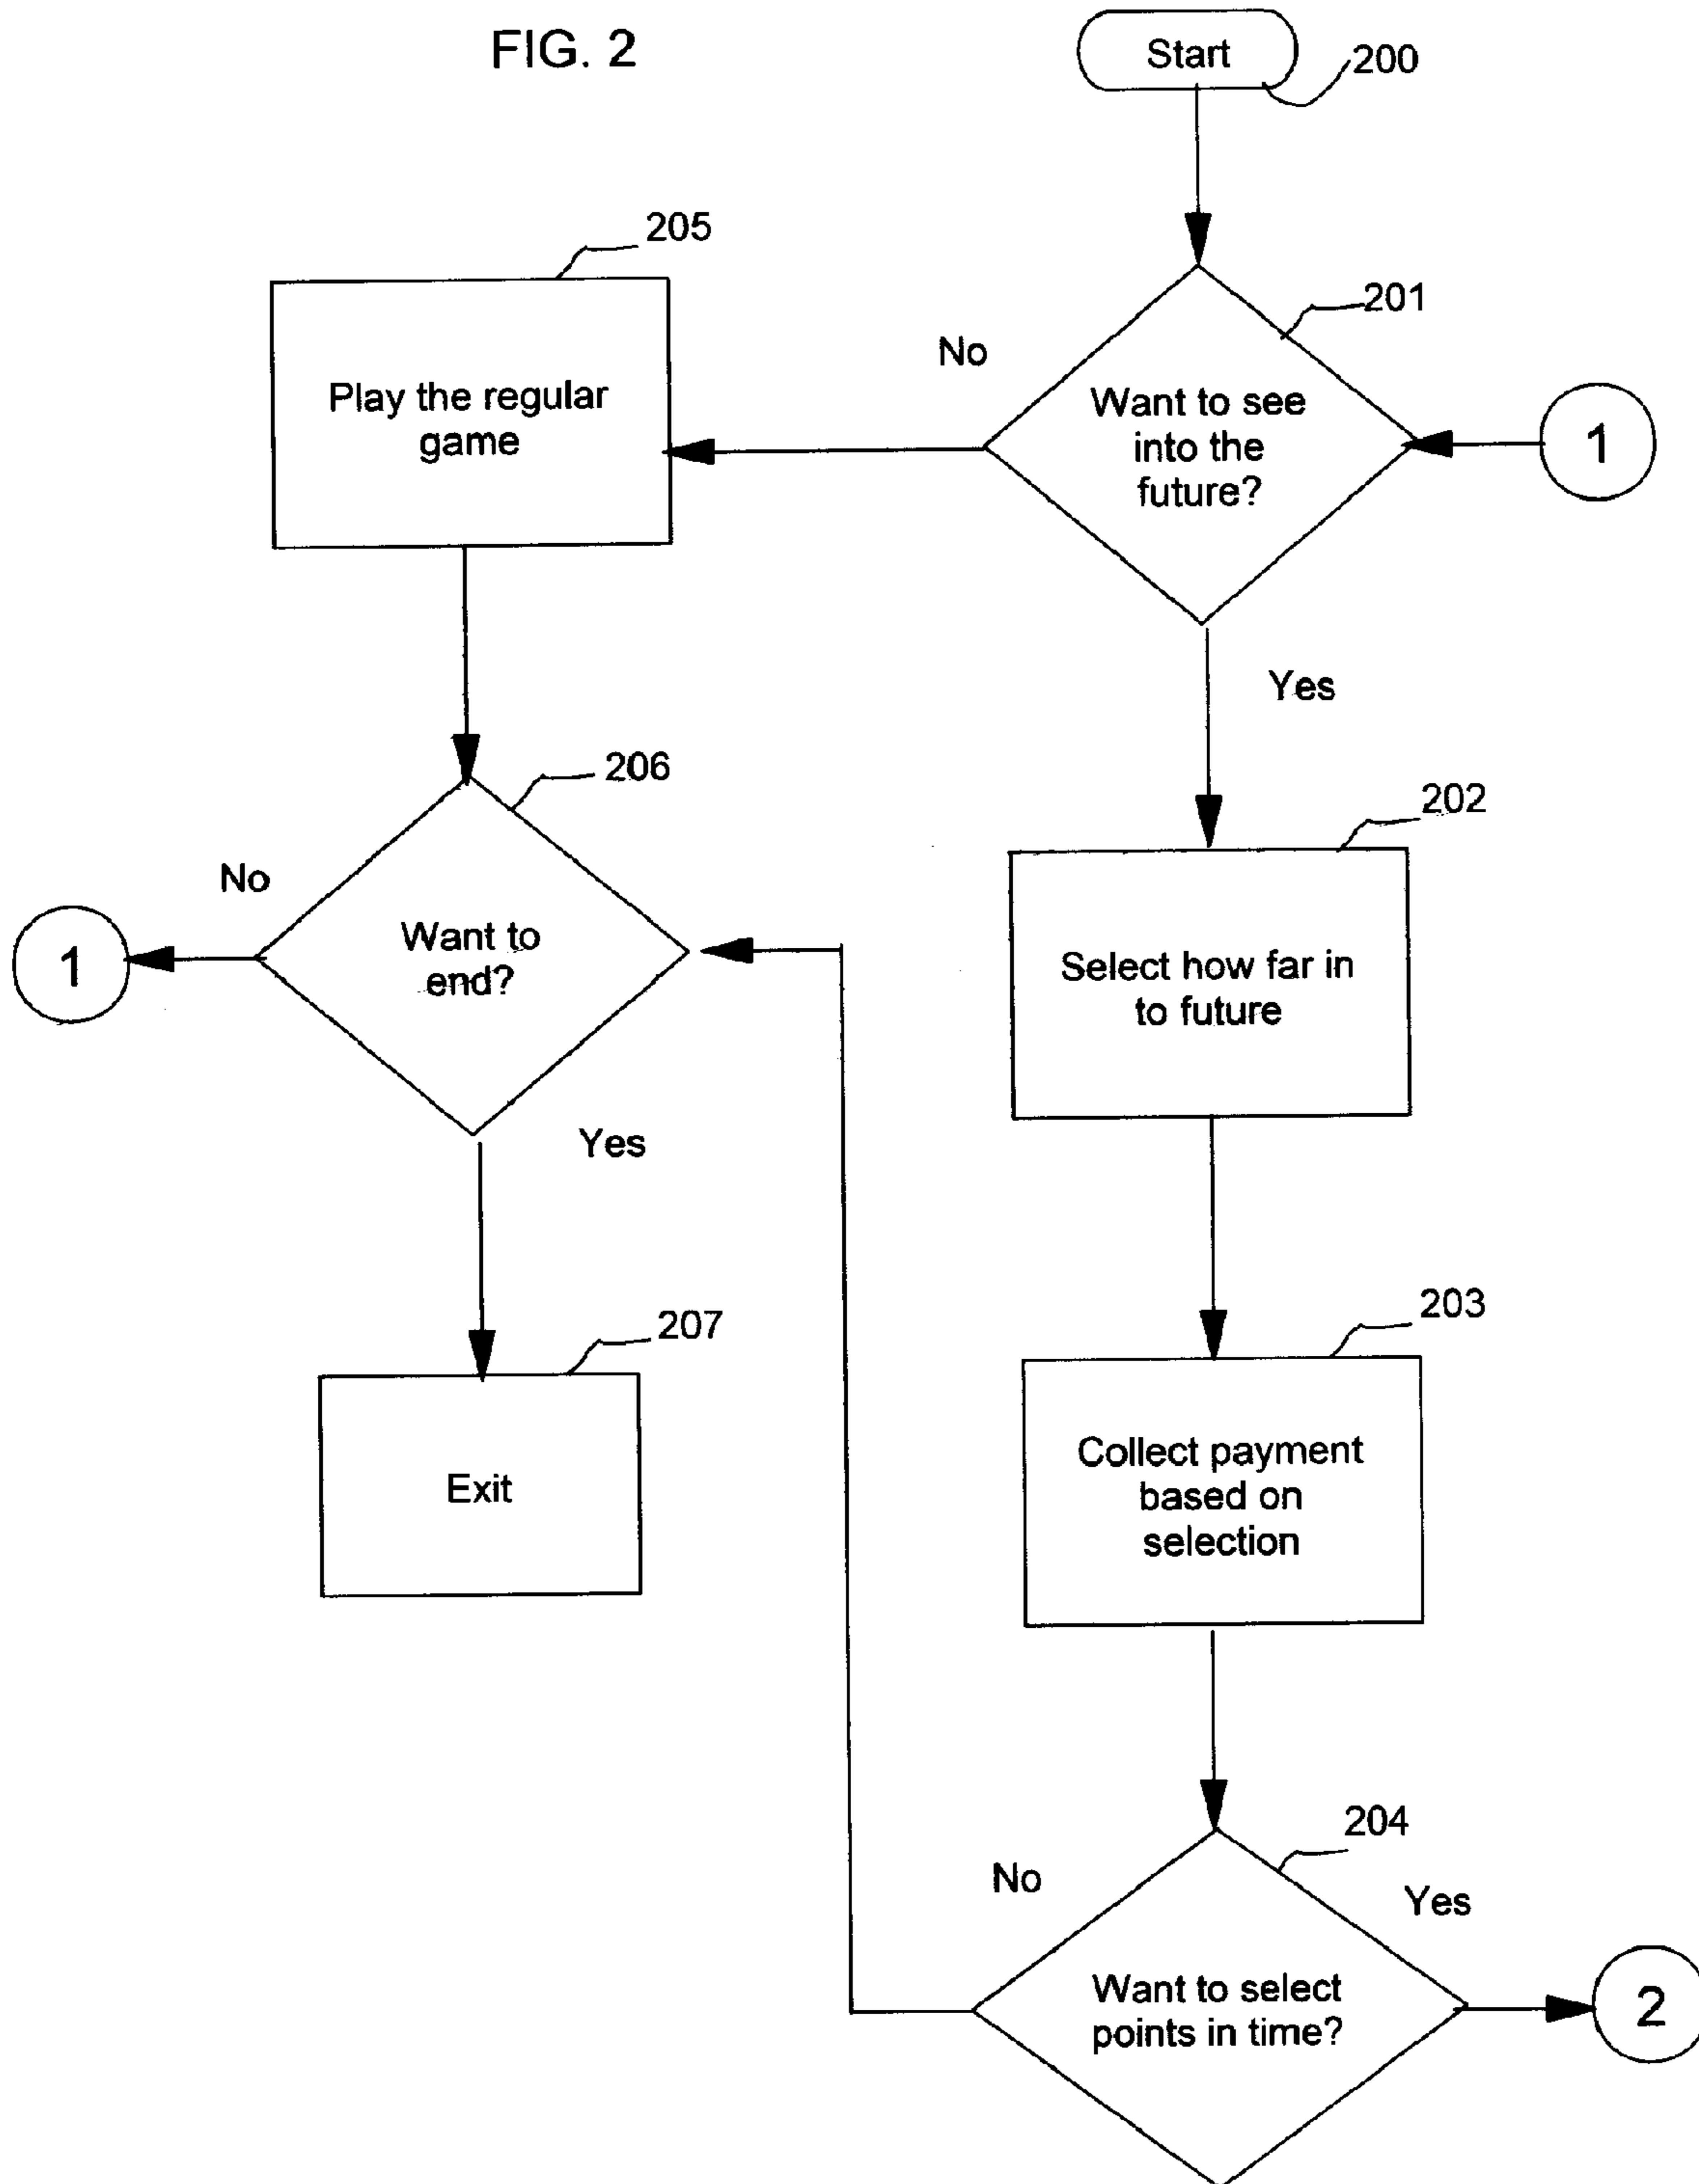 FIG. 2
Start
200
205
201
No
Play the regular
game
Want to see
into the
future?
1
Yes
206
202
No
Want to
end?
1
Select how far in
to future
Yes
207
203
Exit
Collect payment
based on
selection
204
No
Yes
Want to select
points in time?
2